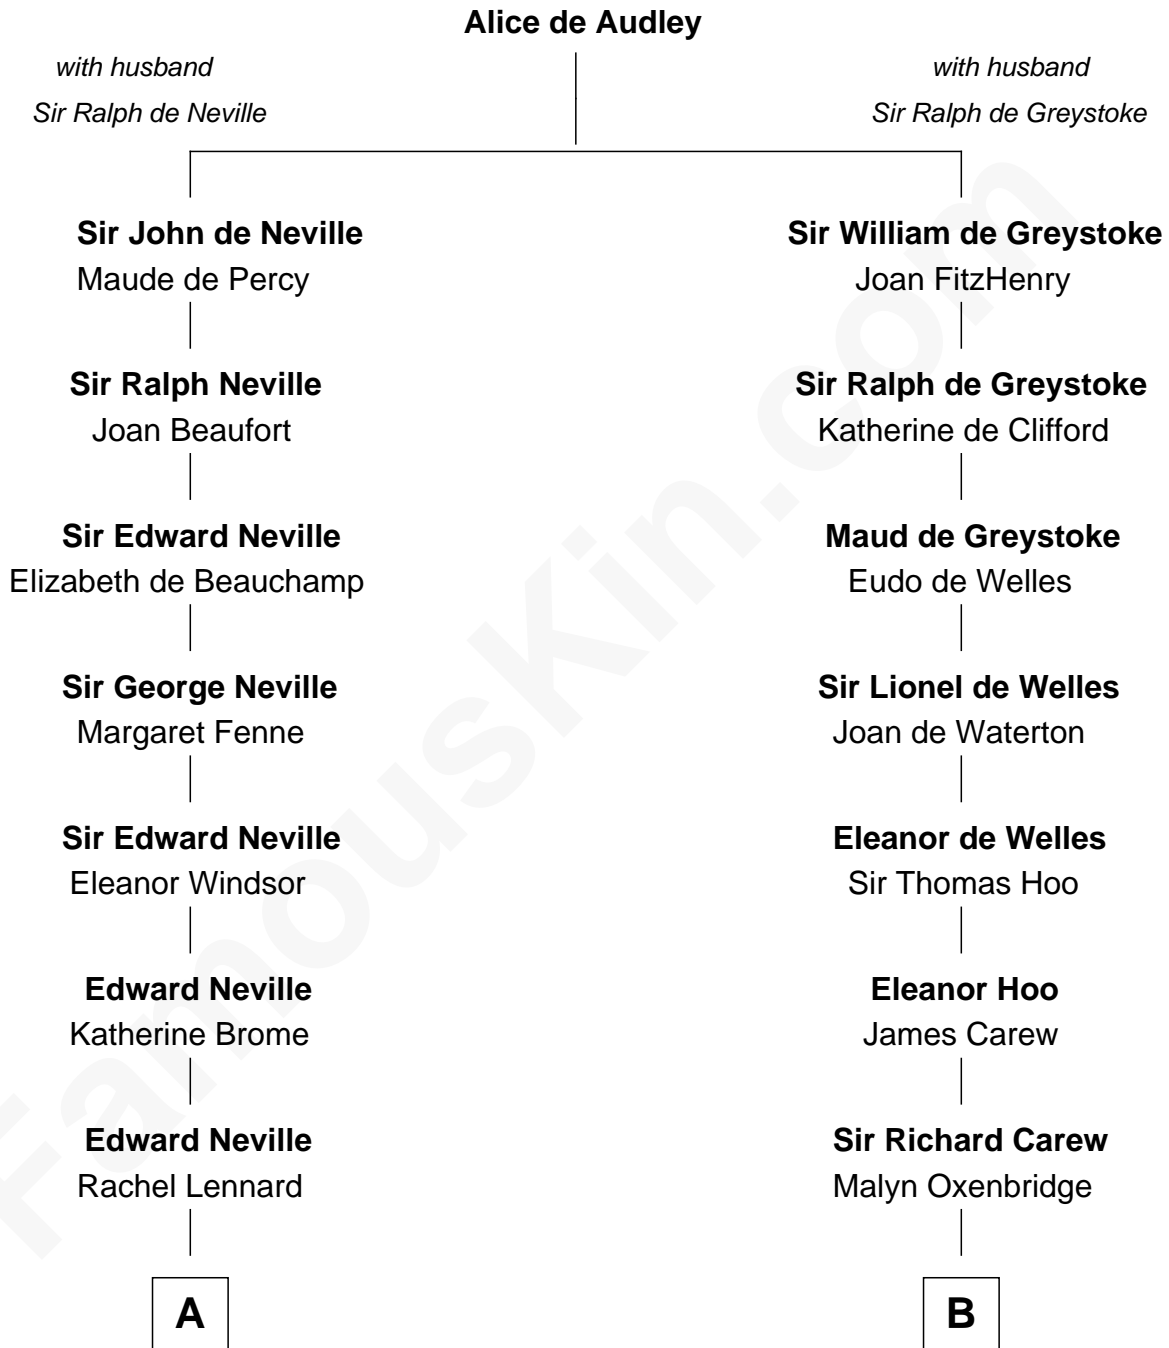 Alice de Audley
with husband
Sir Ralph de Neville
with husband
Sir Ralph de Greystoke
Sir John de Neville
Maude de Percy
Sir Ralph Neville
Joan Beaufort
Sir Edward Neville
Elizabeth de Beauchamp
Sir George Neville
Margaret Fenne
Sir Edward Neville
Eleanor Windsor
Edward Neville
Katherine Brome
Edward Neville
Rachel Lennard
A
Sir William de Greystoke
Joan FitzHenry
Sir Ralph de Greystoke
Katherine de Clifford
Maud de Greystoke
Eudo de Welles
Sir Lionel de Welles
Joan de Waterton
Eleanor de Welles
Sir Thomas Hoo
Eleanor Hoo
James Carew
Sir Richard Carew
Malyn Oxenbridge
B
FamousKin.com